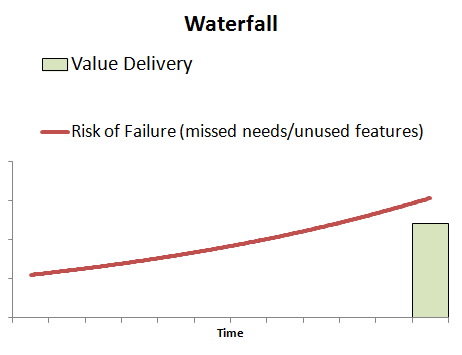 Waterfall
Value Delivery
Risk of Failure (missed needs/unused features)
Time